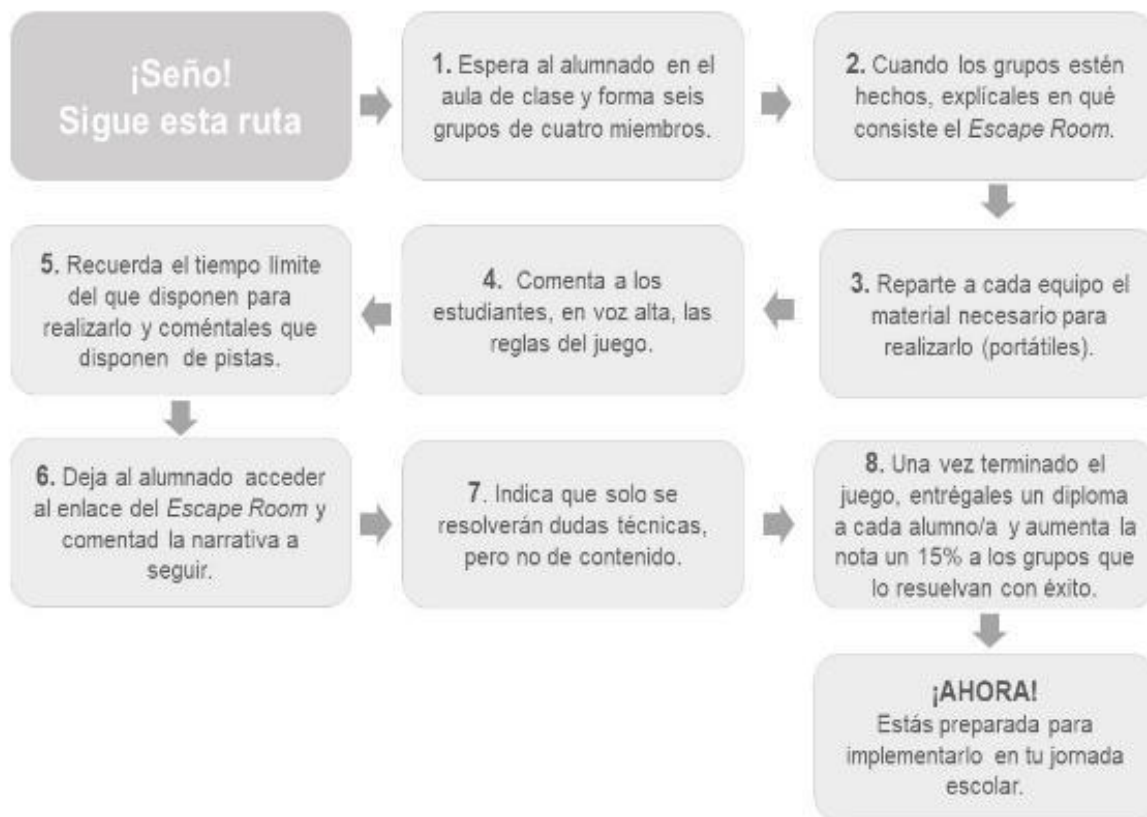 ¡Seño!
Sigue esta ruta
1. Espera al alumnado en el
aula de clase y forma seis
grupos de cuatro miembros.
2. Cuando los grupos estén
hechos, explícales en qué
consiste el Escape Room.
3. Reparte a cada equipo el
material necesario para
realizarlo (portátiles).
4. Comenta a los
estudiantes, en voz alta, las
reglas del juego.
5. Recuerda el tiempo límite
del que disponen para
realizarlo y coméntales que
disponen de pistas.
6. Deja al alumnado acceder
al enlace del Escape Room y
comentad la narrativa a
seguir.
7. Indica que solo se
resolverán dudas técnicas,
pero no de contenido.
8. Una vez terminado el
juego, entrégales un diploma
a cada alumno/a y aumenta la
nota un 15% a los grupos que
lo resuelvan con éxito.
¡AHORA!
Estás preparada para
implementarlo en tu jornada
escolar.